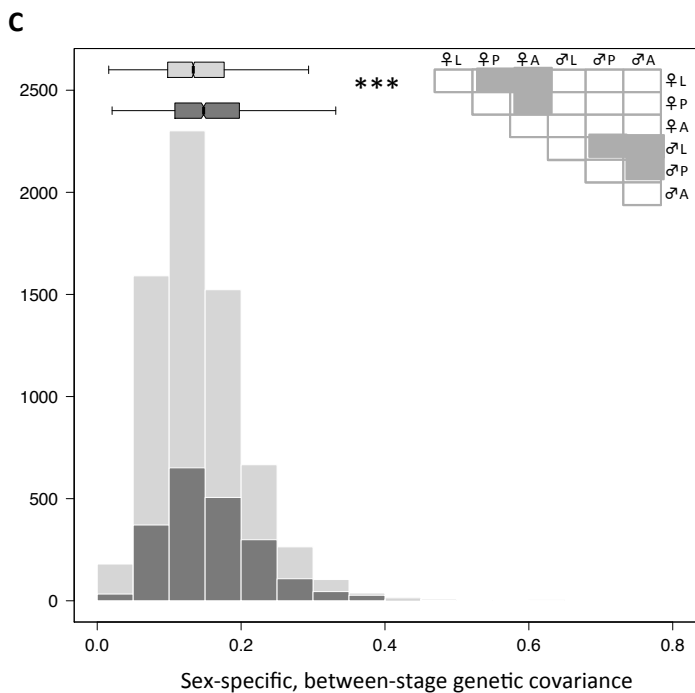 C
♀L ♀P ♀A ♂L ♂P ♂A
♀L
♀P
♀A
♂L
♂P
♂A
***
2500
2000
1500
1000
500
0
0.0 0.2 0.4 0.6 0.8
Sex-specific, between-stage genetic covariance